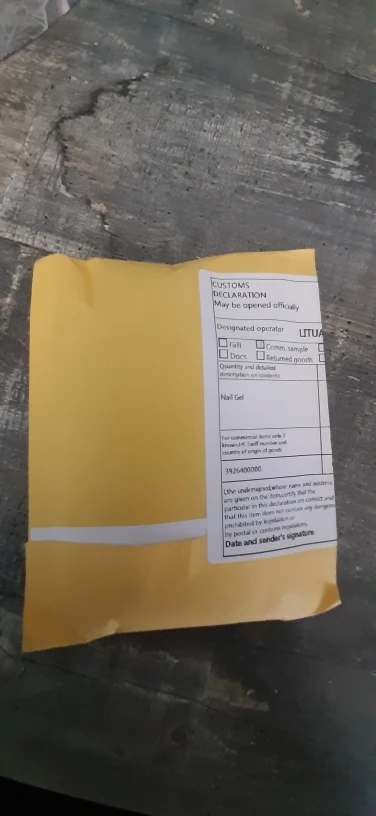 CUSTOMS
DECLARATION
May be opened officially
Designated operator LITUA
Gift Comm. sample
Docs Returned goods
Quantity and detailed
description on contents
Nail Gel
For commercial items only if
known,HS tariff number and
country of origin of goods
3926400000
I,the undersigned,whose name and address
are given on the item,certify that the
particular in this declaration are correct and
that this item does not contain any dangerous
prohibited by legislation or
by portal or customs regulations.
Date and sender's signature